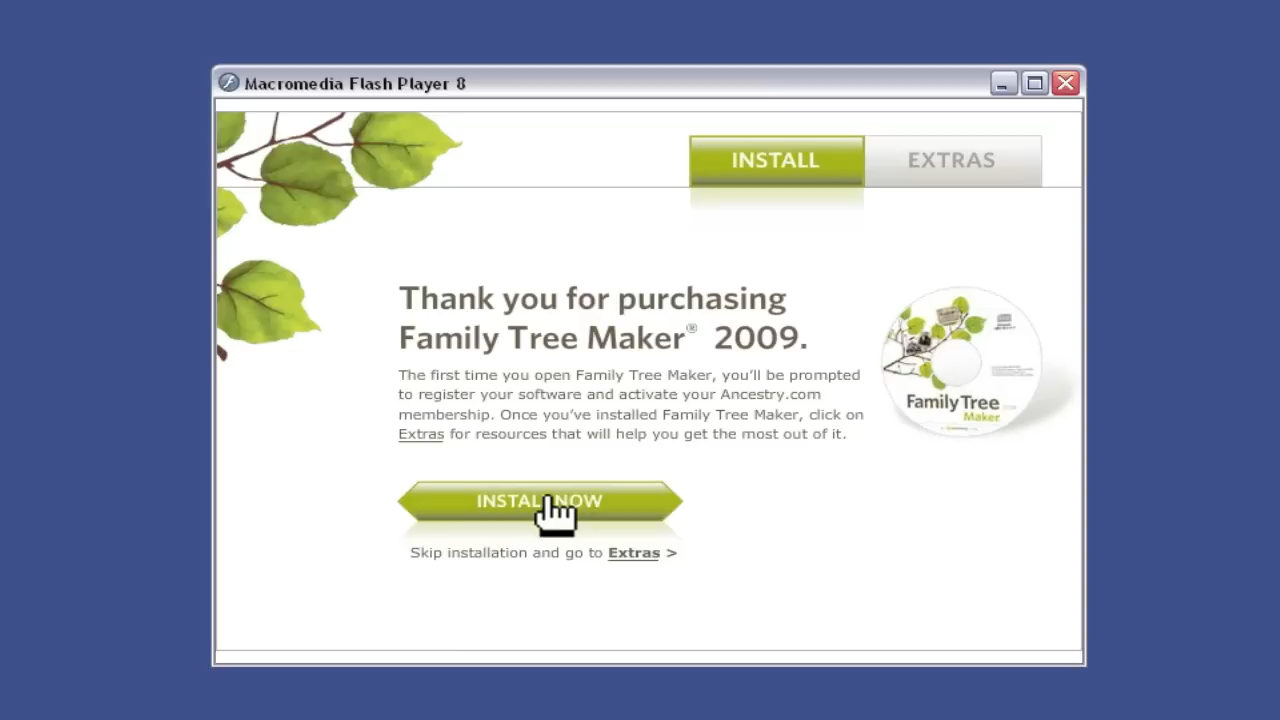 Macromedia Flash Player 8
INSTALL
EXTRAS
Thank you for purchasing
Family Tree Maker® 2009.
The first time you open Family Tree Maker, you'll be prompted
to register your software and activate your Ancestry.com
membership. Once you've installed Family Tree Maker, click on
Extras for resources that will help you get the most out of it.
Family Tree
Maker
INSTALL NOW
Skip installation and go to Extras >